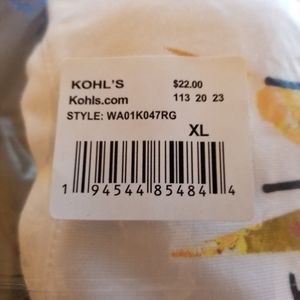 KOHL'S $22.00
Kohls.com 113 20 23
STYLE: WA01K047RG
XL
1 94544 85484 4